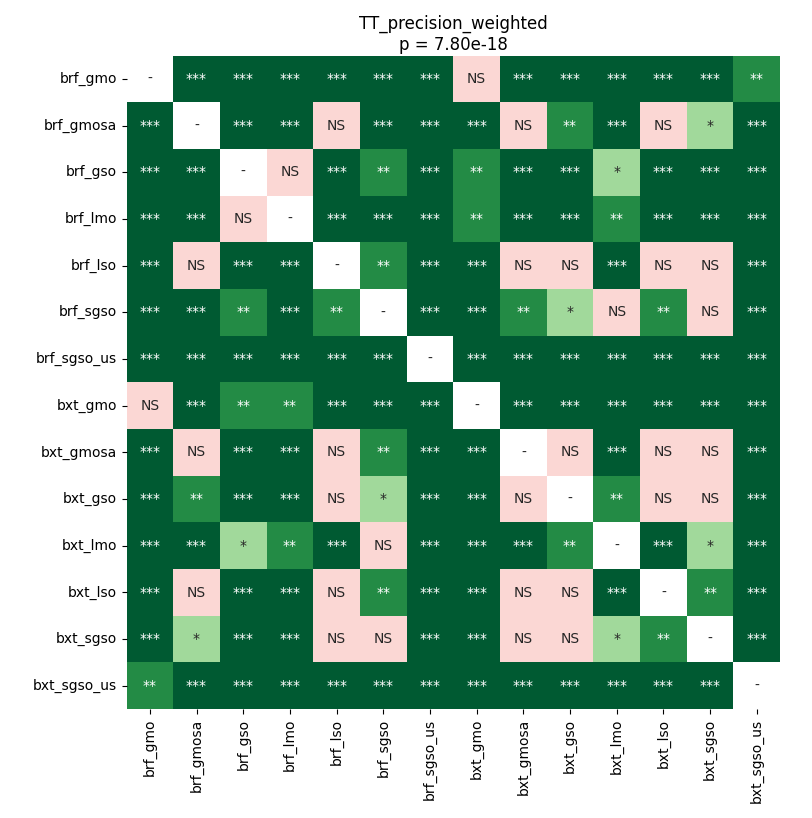 TT_precision_weighted
p = 7.80e-18
brf_gmo - *** *** *** *** *** *** NS *** *** *** *** *** **
brf_gmosa *** - *** *** NS *** *** *** NS ** *** NS * ***
brf_gso *** *** - NS *** ** *** ** *** *** * *** *** ***
brf_lmo *** *** NS - *** *** *** ** *** *** ** *** *** ***
brf_lso *** NS *** *** - ** *** *** NS NS *** NS NS ***
brf_sgso *** *** ** *** ** - *** *** ** * NS ** NS ***
brf_sgso_us *** *** *** *** *** *** - *** *** *** *** *** *** ***
bxt_gmo NS *** ** ** *** *** *** - *** *** *** *** *** ***
bxt_gmosa *** NS *** *** NS ** *** *** - NS *** NS NS ***
bxt_gso *** ** *** *** NS * *** *** NS - ** NS NS ***
bxt_lmo *** *** * ** *** NS *** *** *** ** - *** * ***
bxt_lso *** NS *** *** NS ** *** *** NS NS *** - ** ***
bxt_sgso *** * *** *** NS NS *** *** NS NS * ** - ***
bxt_sgso_us ** *** *** *** *** *** *** *** *** *** *** *** *** -
brf_gmo brf_gmosa brf_gso brf_lmo brf_lso brf_sgso brf_sgso_us bxt_gmo bxt_gmosa bxt_gso bxt_lmo bxt_lso bxt_sgso bxt_sgso_us